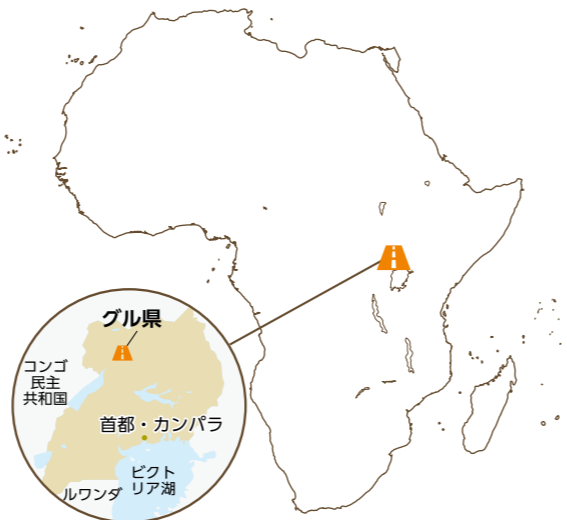 グル県
コンゴ
民主
共和国
首都・カンパラ
ビクト
リア湖
ルワンダ